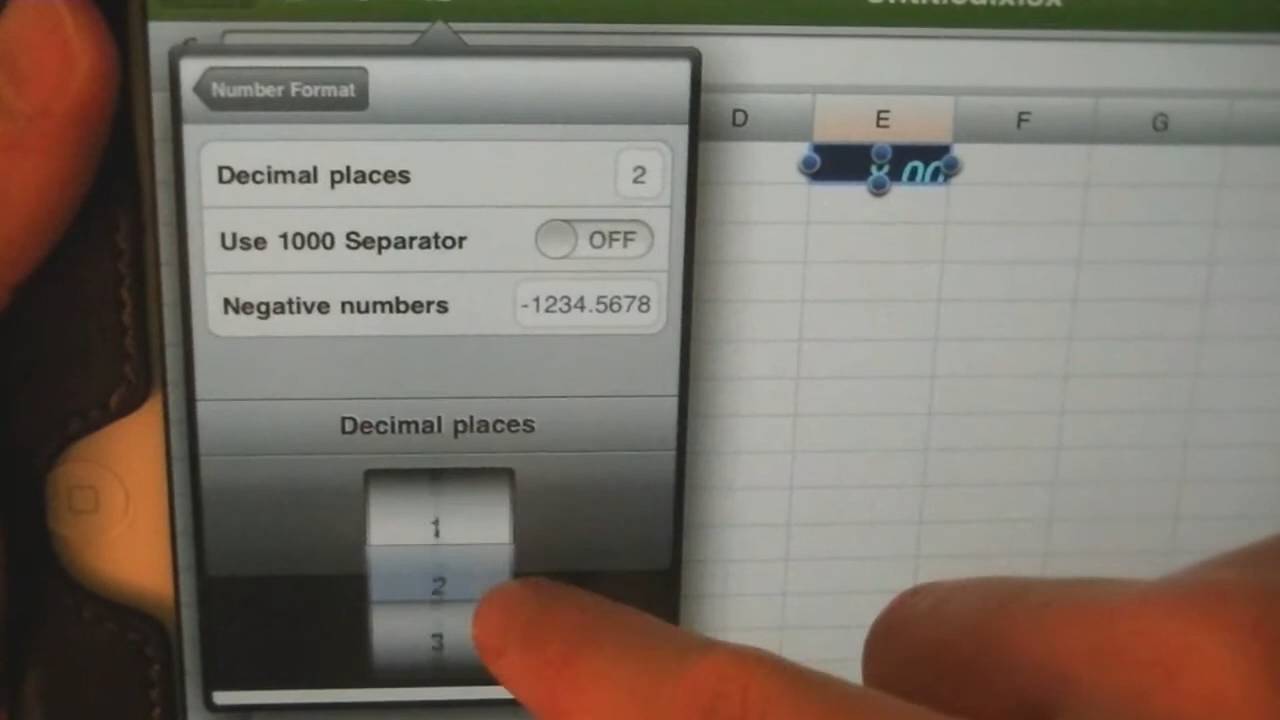 Number Format
D E F G
Decimal places 2
Use 1000 Separator OFF
Negative numbers -1234.5678
Decimal places
1
2
3